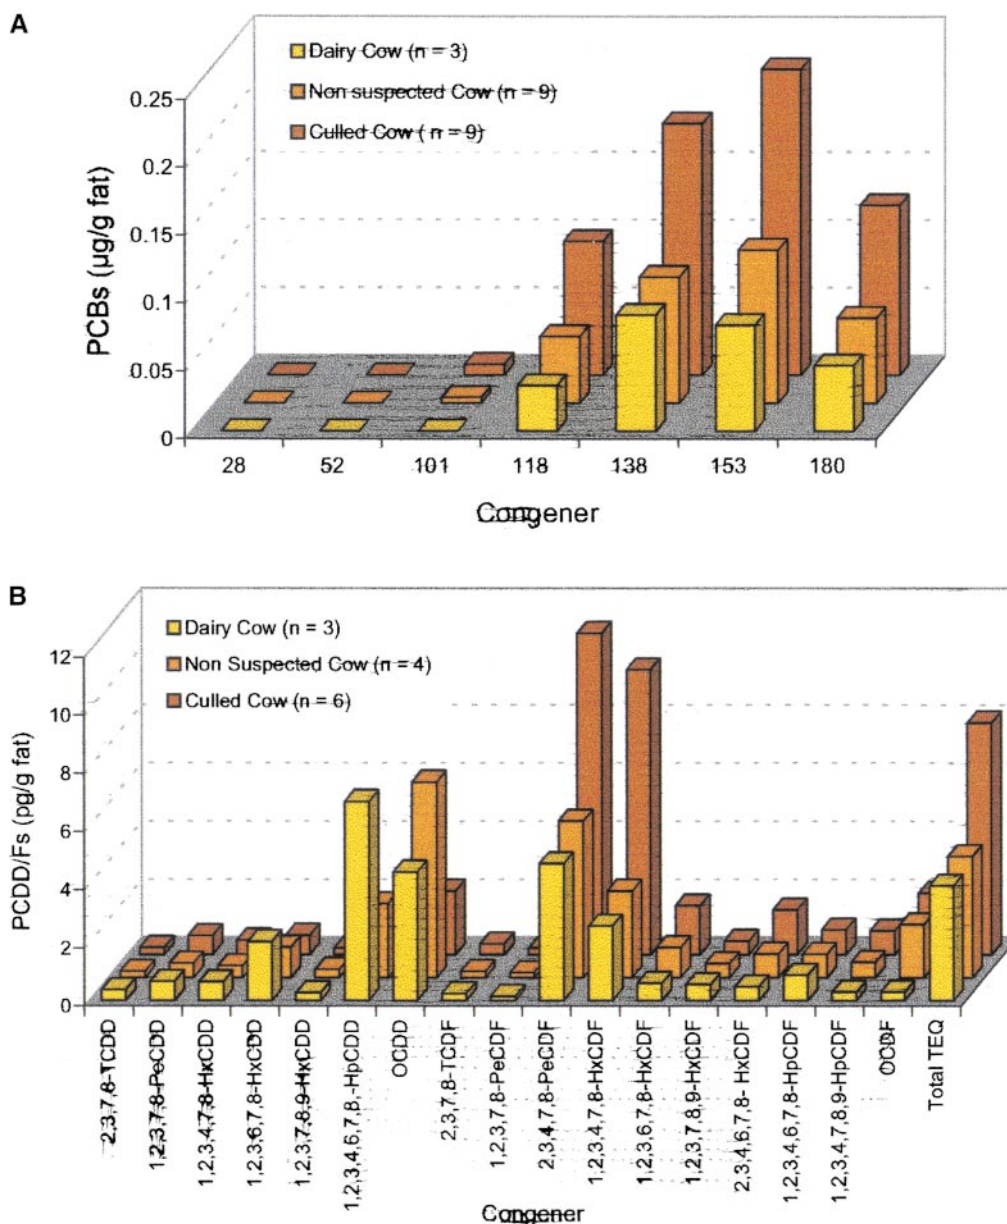 A
Dairy Cow (n = 3)
Non suspected Cow (n = 9)
Culled Cow ( n = 9)
PCBs (µg/g fat)
0.25
0.2
0.15
0.1
0.05
0
28 52 101 118 138 153 180
Congener
B
Dairy Cow (n = 3)
Non Suspected Cow (n = 4)
Culled Cow (n = 6)
PCDD/Fs (pg/g fat)
12
10
8
6
4
2
0
2,3,7,8-TCDD
1,2,3,7,8-PeCDD
1,2,3,4,7,8-HxCDD
1,2,3,6,7,8-HxCDD
1,2,3,7,8,9-HxCDD
1,2,3,4,6,7,8,-HpCDD
OCDD
2,3,7,8-TCDF
1,2,3,7,8-PeCDF
2,3,4,7,8-PeCDF
1,2,3,4,7,8-HxCDF
1,2,3,6,7,8-HxCDF
1,2,3,7,8,9-HxCDF
2,3,4,6,7,8- HxCDF
1,2,3,4,6,7,8-HpCDF
1,2,3,4,7,8,9-HpCDF
OCDF
Total TEQ
Congener